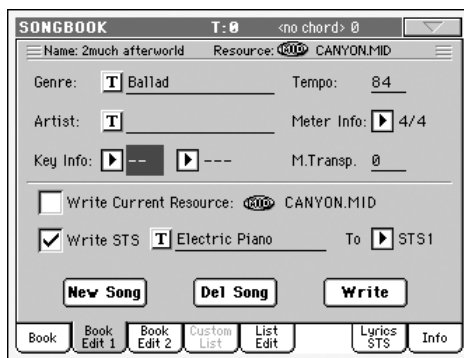 SONGBOOK T:0 <no chord> 0
Name: 2much afterworld Resource: MID CANYON.MID
Genre: T Ballad Tempo: 84
Artist: T Meter Info: 4/4
Key Info: -- --- M.Transp. 0
Write Current Resource: MID CANYON.MID
Write STS T Electric Piano To STS1
New Song Del Song Write
Book Book Edit 1 Book Edit 2 Custom List List Edit Lyrics STS Info